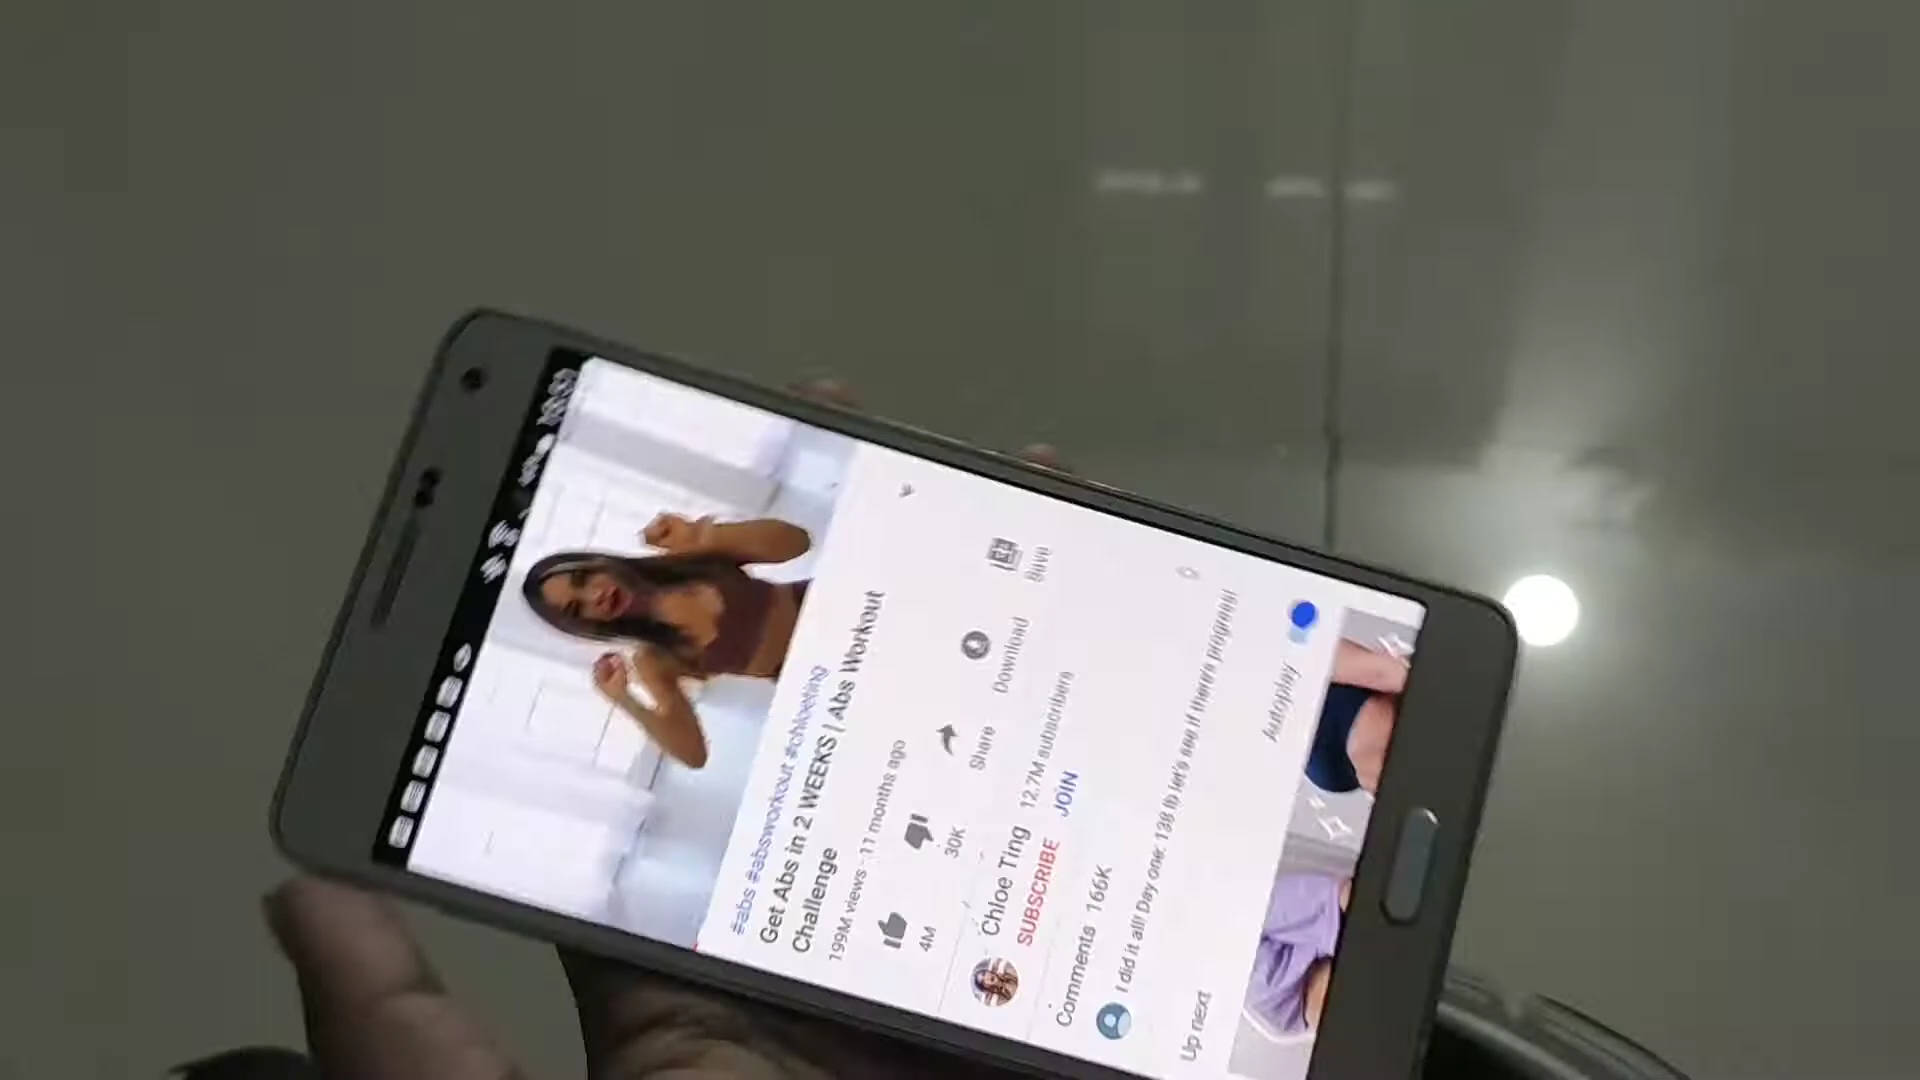 #abs #absworkout #chloeting
Get Abs in 2 WEEKS | Abs Workout
Challenge
199M views · 11 months ago
4M
30K
Share
Download
Save
Chloe Ting 12.7M subscribers
SUBSCRIBE JOIN
Comments 166K
I did it all! Day one: 138 lb let's see if there's progress!
Up next
Autoplay